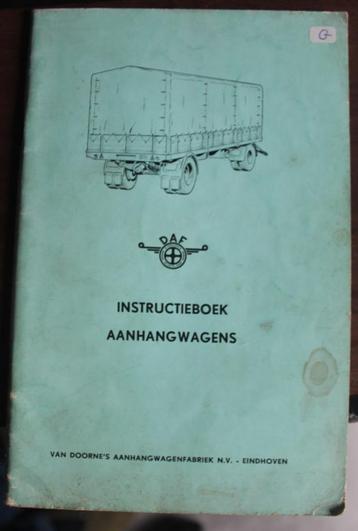 DAF
INSTRUCTIEBOEK
AANHANGWAGENS
VAN DOORNE'S AANHANGWAGENFABRIEK N.V. - EINDHOVEN